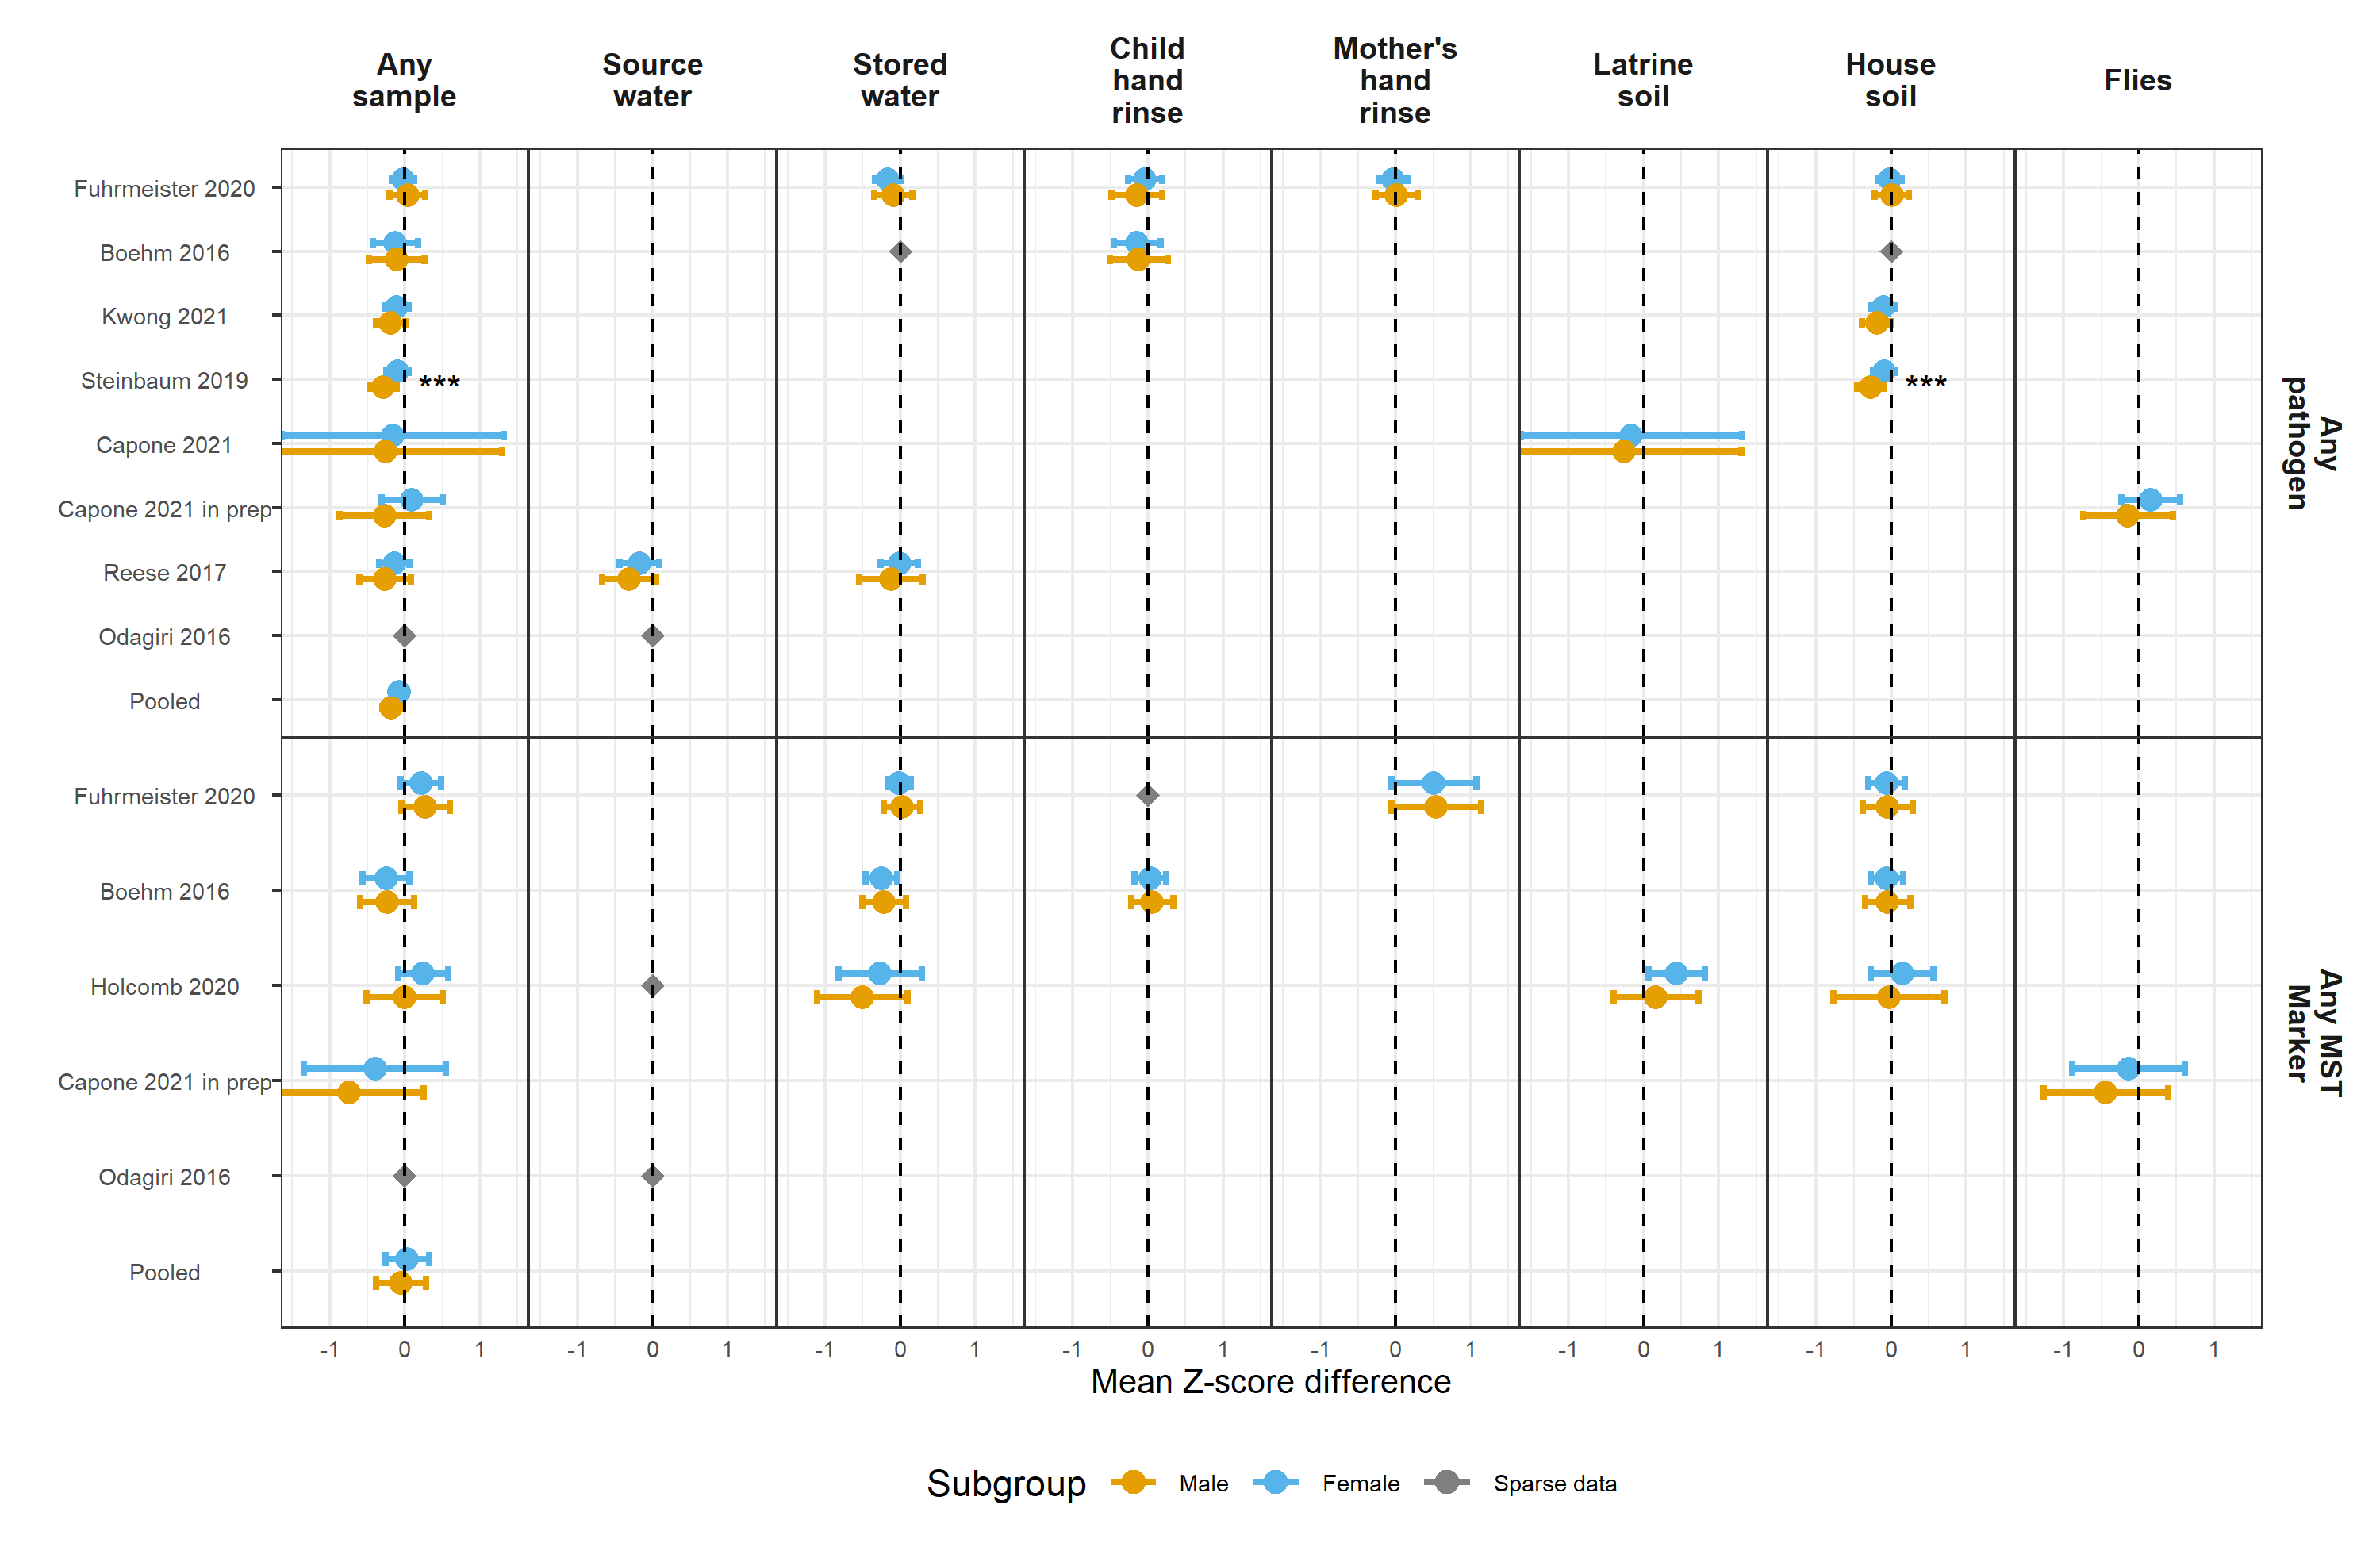 Any
sample
Source
water
Stored
water
Child
hand
rinse
Mother's
hand
rinse
Latrine
soil
House
soil
Flies
Fuhrmeister 2020
Boehm 2016
Kwong 2021
Steinbaum 2019
***
***
Capone 2021
Capone 2021 in prep
Reese 2017
Odagiri 2016
Pooled
Any
pathogen
Fuhrmeister 2020
Boehm 2016
Holcomb 2020
Capone 2021 in prep
Odagiri 2016
Pooled
Any MST
Marker
-1 0 1 -1 0 1 -1 0 1 -1 0 1 -1 0 1 -1 0 1 -1 0 1 -1 0 1
Mean Z-score difference
Subgroup Male Female Sparse data